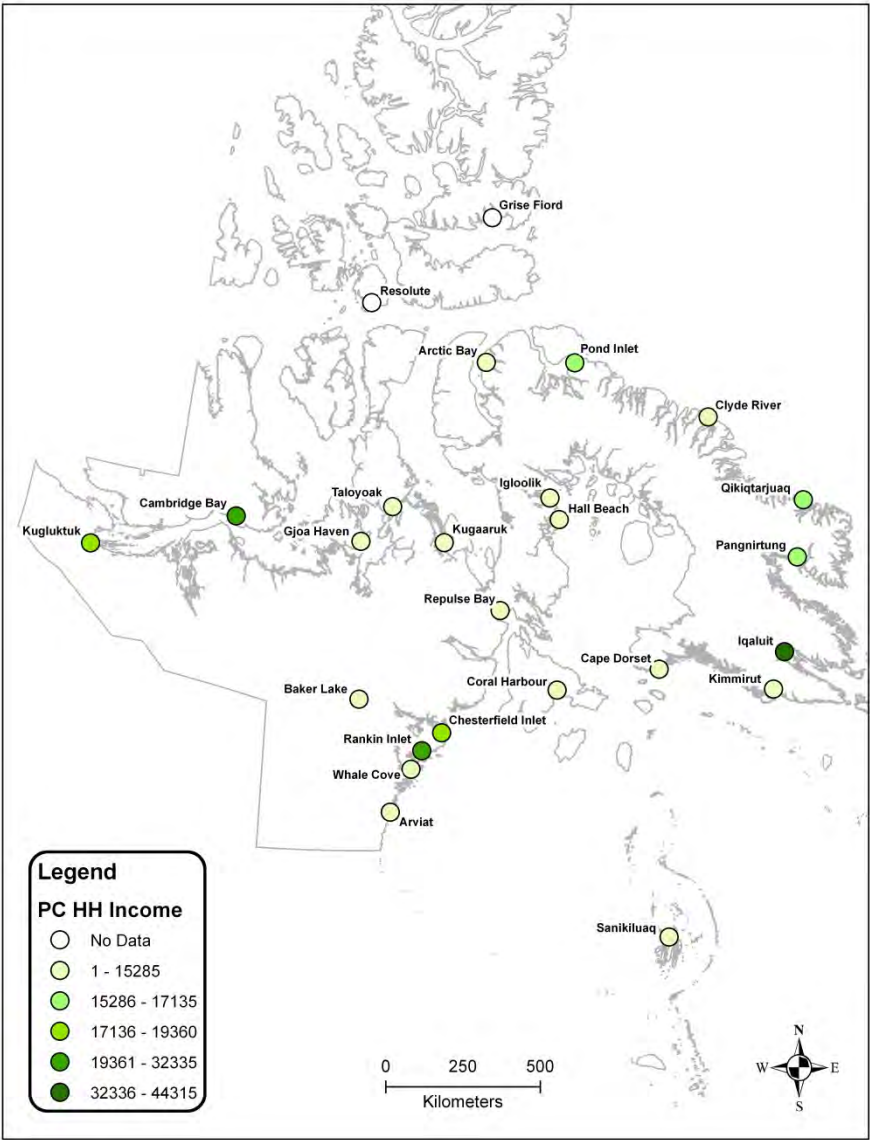 Grise Fiord
Resolute
Arctic Bay
Pond Inlet
Clyde River
Igloolik
Qikiqtarjuaq
Taloyoak
Cambridge Bay
Hall Beach
Gjoa Haven
Kugaaruk
Kugluktuk
Pangnirtung
Repulse Bay
Iqaluit
Cape Dorset
Kimmirut
Coral Harbour
Baker Lake
Chesterfield Inlet
Rankin Inlet
Whale Cove
Arviat
Sanikiluaq
Legend
PC HH Income
No Data
1 - 15285
15286 - 17135
17136 - 19360
19361 - 32335
32336 - 44315
0 250 500
Kilometers
N
W E
S